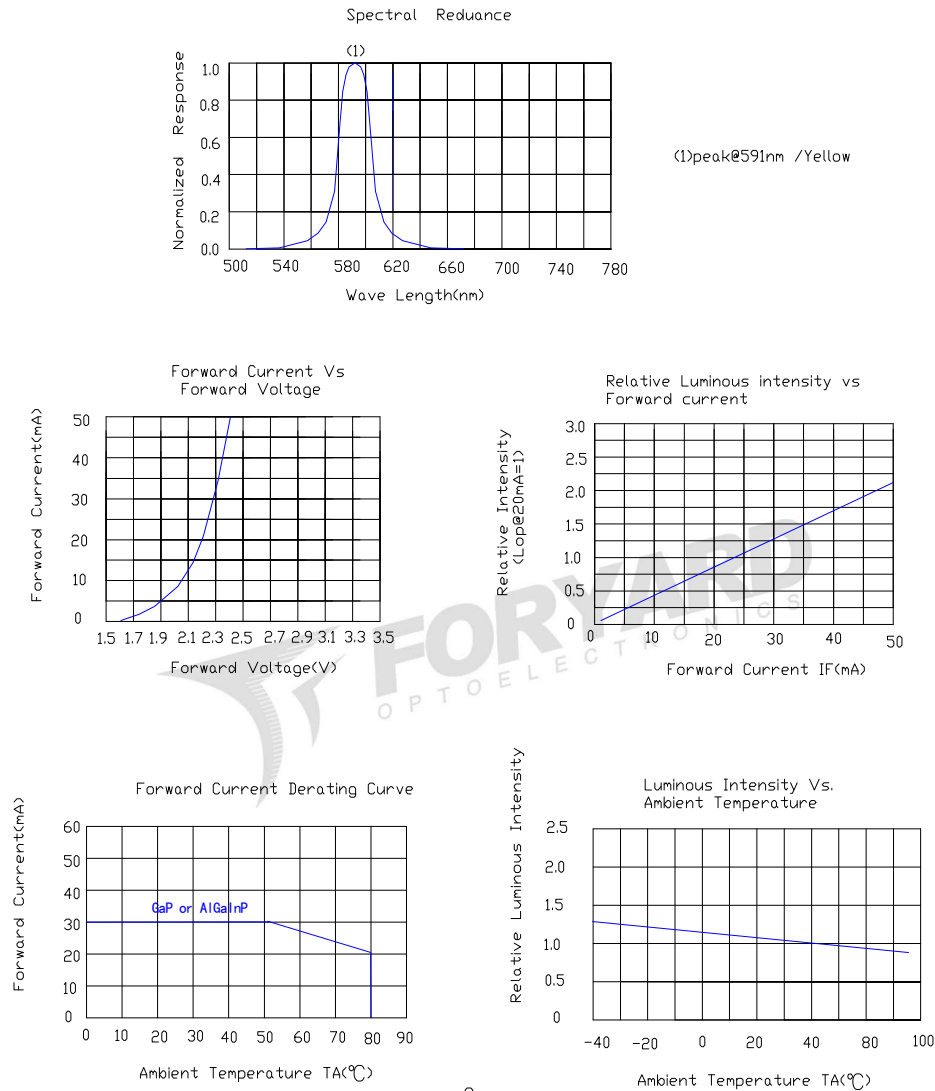 Spectral Reduance
(1)
Normalized Response
1.0
0.8
0.6
0.4
0.2
0.0
500 540 580 620 660 700 740 780
Wave Length(nm)
(1)peak@591nm /Yellow
Forward Current Vs
Forward Voltage
Forward Current(mA)
50
40
30
20
10
0
1.5 1.7 1.9 2.1 2.3 2.5 2.7 2.9 3.1 3.3 3.5
Forward Voltage(V)
Relative Luminous intensity vs
Forward current
Relative Intensity
(Lop@20mA=1)
3.0
2.5
2.0
1.5
1.0
0.5
0
0 10 20 30 40 50
Forward Current IF(mA)
FORYARD
OPTOELECTRONICS
Forward Current Derating Curve
Forward Current(mA)
60
50
40
30
20
10
0
GaP or AlGaInP
0 10 20 30 40 50 60 70 80 90
Ambient Temperature TA(℃)
Luminous Intensity Vs.
Ambient Temperature
Relative Luminous Intensity
2.5
2.0
1.5
1.0
0.5
0
-40 -20 0 20 40 60 80 100
Ambient Temperature TA(℃)